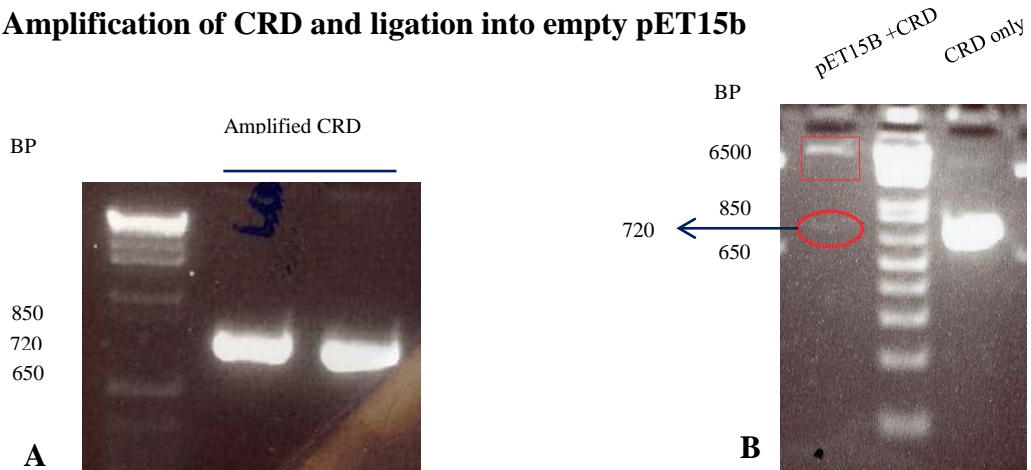 Amplification of CRD and ligation into empty pET15b
BP
Amplified CRD
850
720
650
A
pET15B +CRD
CRD only
BP
6500
850
720
650
B